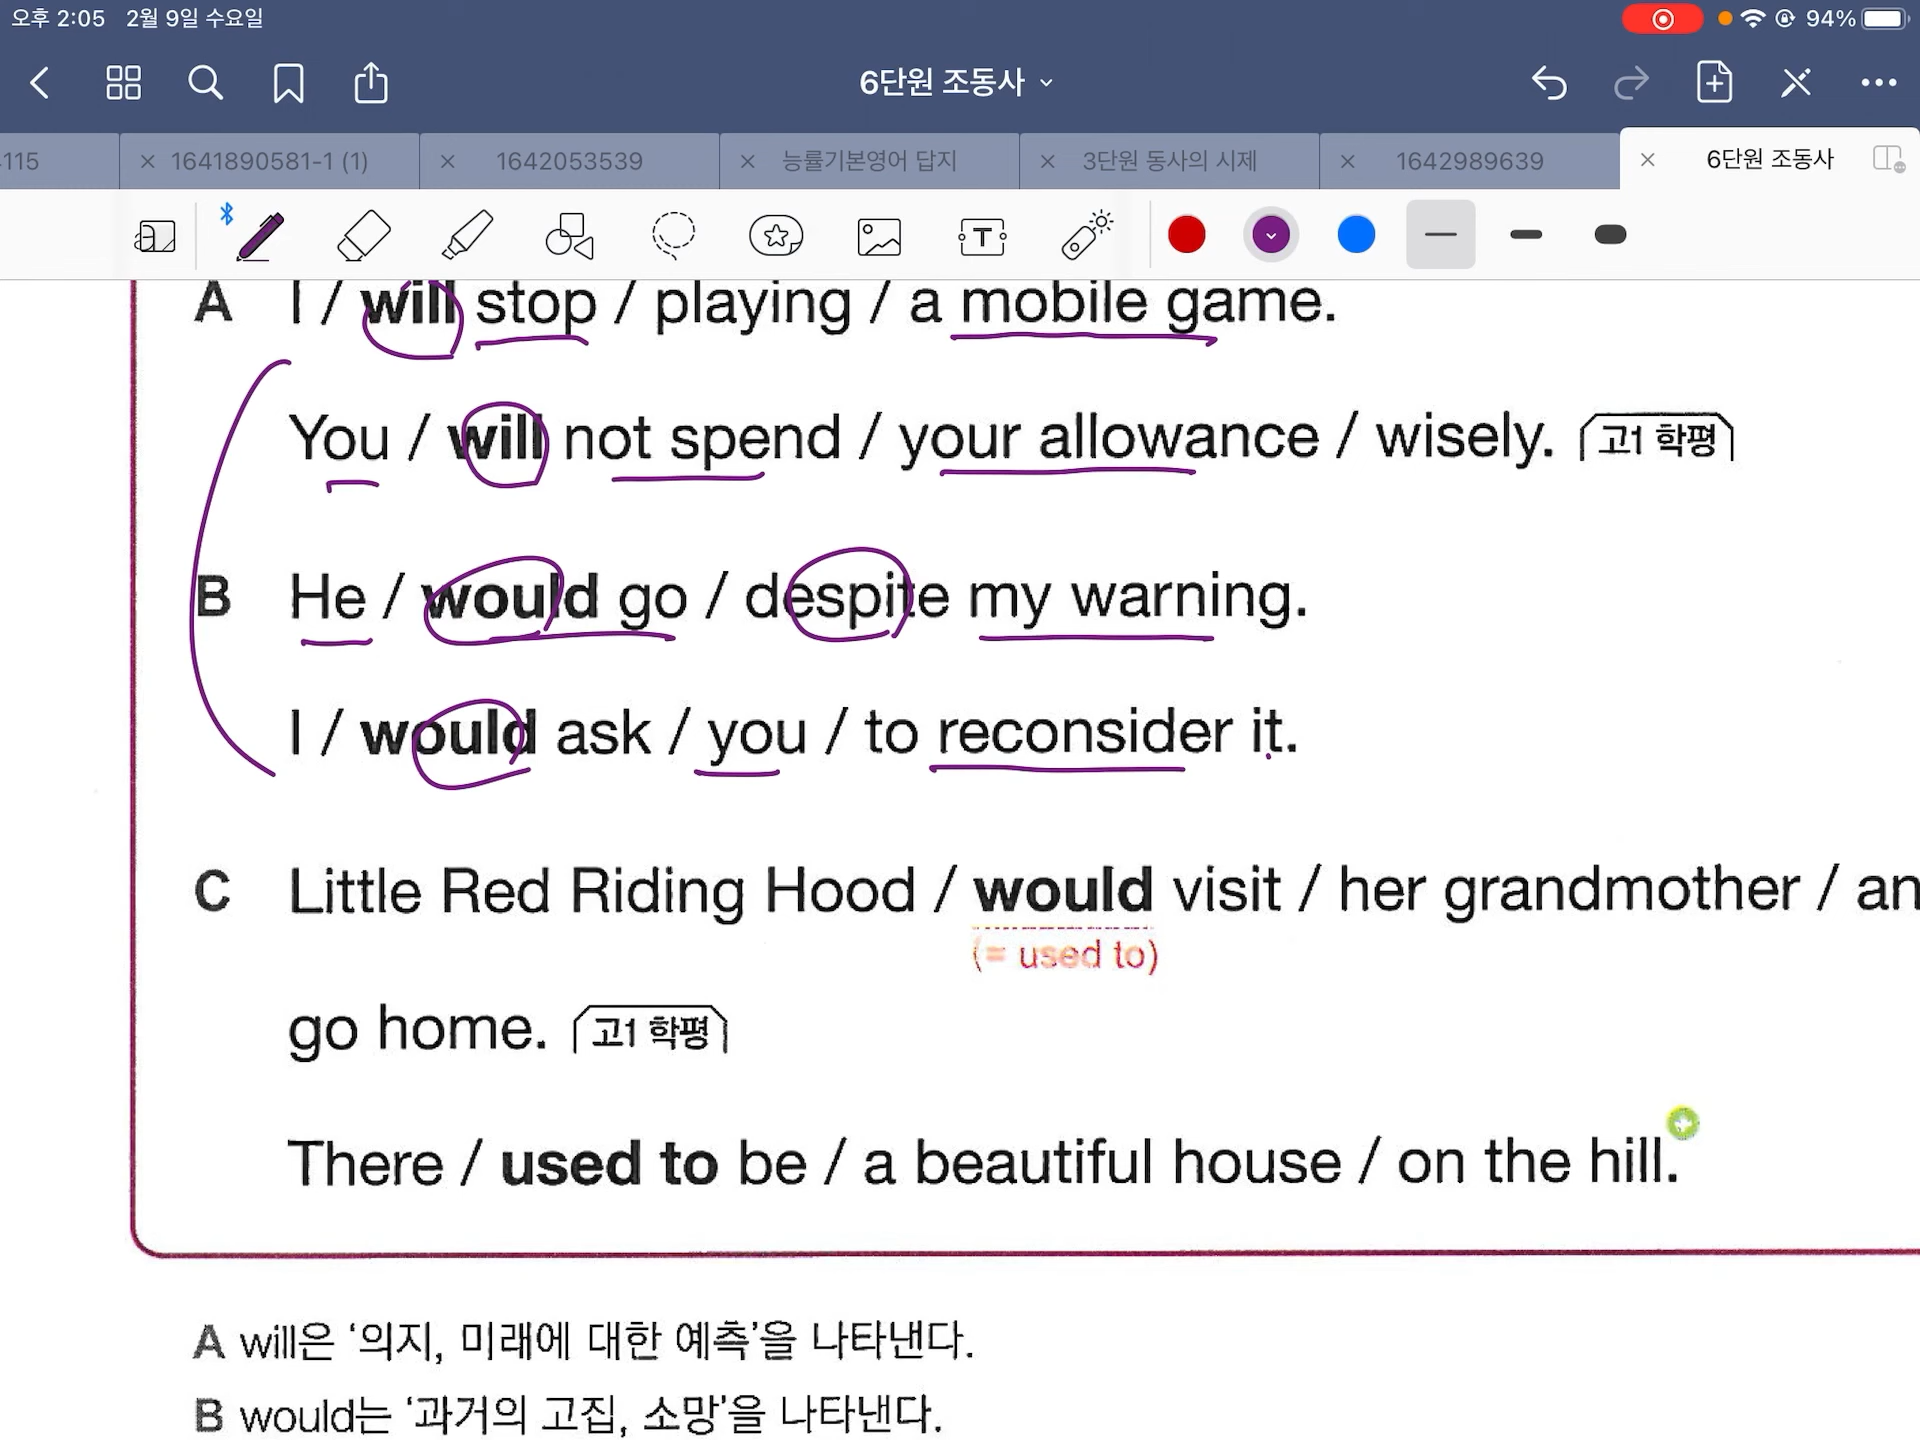 오후 2:05 2월 9일 수요일 94%
6단원 조동사
115 1641890581-1 (1) 1642053539 능률기본영어 답지 3단원 동사의 시제 1642989639 6단원 조동사
A I / will stop / playing / a mobile game.
You / will not spend / your allowance / wisely. 고1 학평
B He / would go / despite my warning.
I / would ask / you / to reconsider it.
C Little Red Riding Hood / would visit / her grandmother / an
(= used to)
go home. 고1 학평
There / used to be / a beautiful house / on the hill.
A will은 ‘의지, 미래에 대한 예측’을 나타낸다.
B would는 ‘과거의 고집, 소망’을 나타낸다.